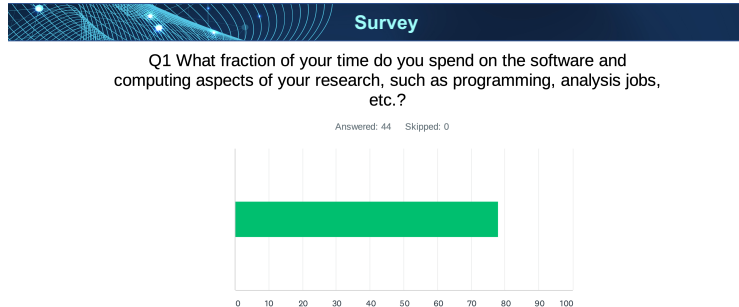 Survey
Q1 What fraction of your time do you spend on the software and
computing aspects of your research, such as programming, analysis jobs,
etc.?
Answered: 44 Skipped: 0
0 10 20 30 40 50 60 70 80 90 100